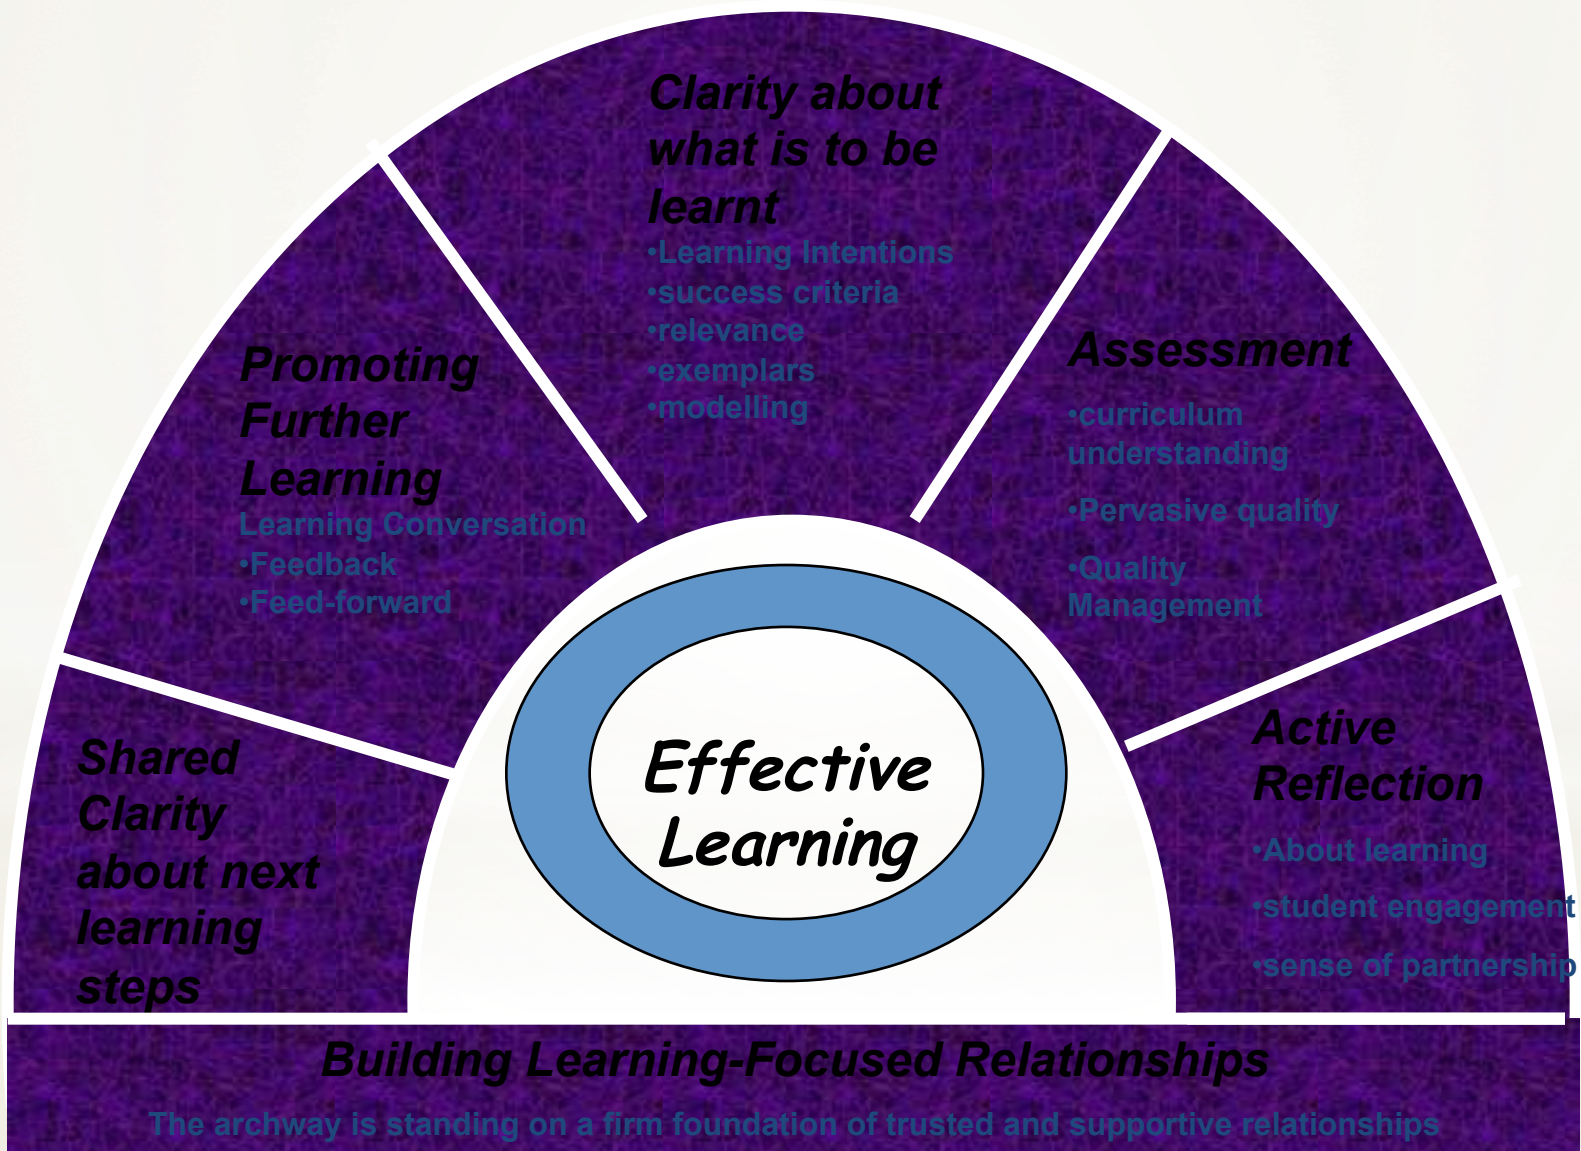 Clarity about
what is to be
learnt
•Learning Intentions
•success criteria
•relevance
•exemplars
•modelling
Promoting
Further
Learning
Learning Conversation
•Feedback
•Feed-forward
Assessment
•curriculum
understanding
•Pervasive quality
•Quality
Management
Shared
Clarity
about next
learning
steps
Effective
Learning
Active
Reflection
•About learning
•student engagement
•sense of partnership
Building Learning-Focused Relationships
The archway is standing on a firm foundation of trusted and supportive relationships